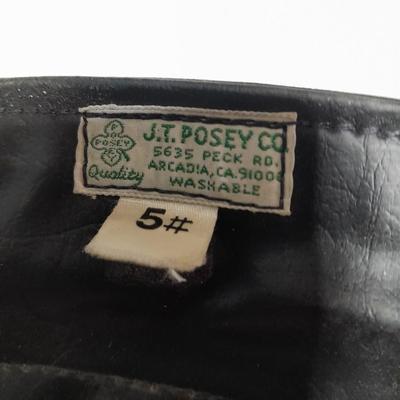 POSEY
Quality
J.T. POSEY CO.
5635 PECK RD.
ARCADIA, CA. 91006
WASHABLE
5#